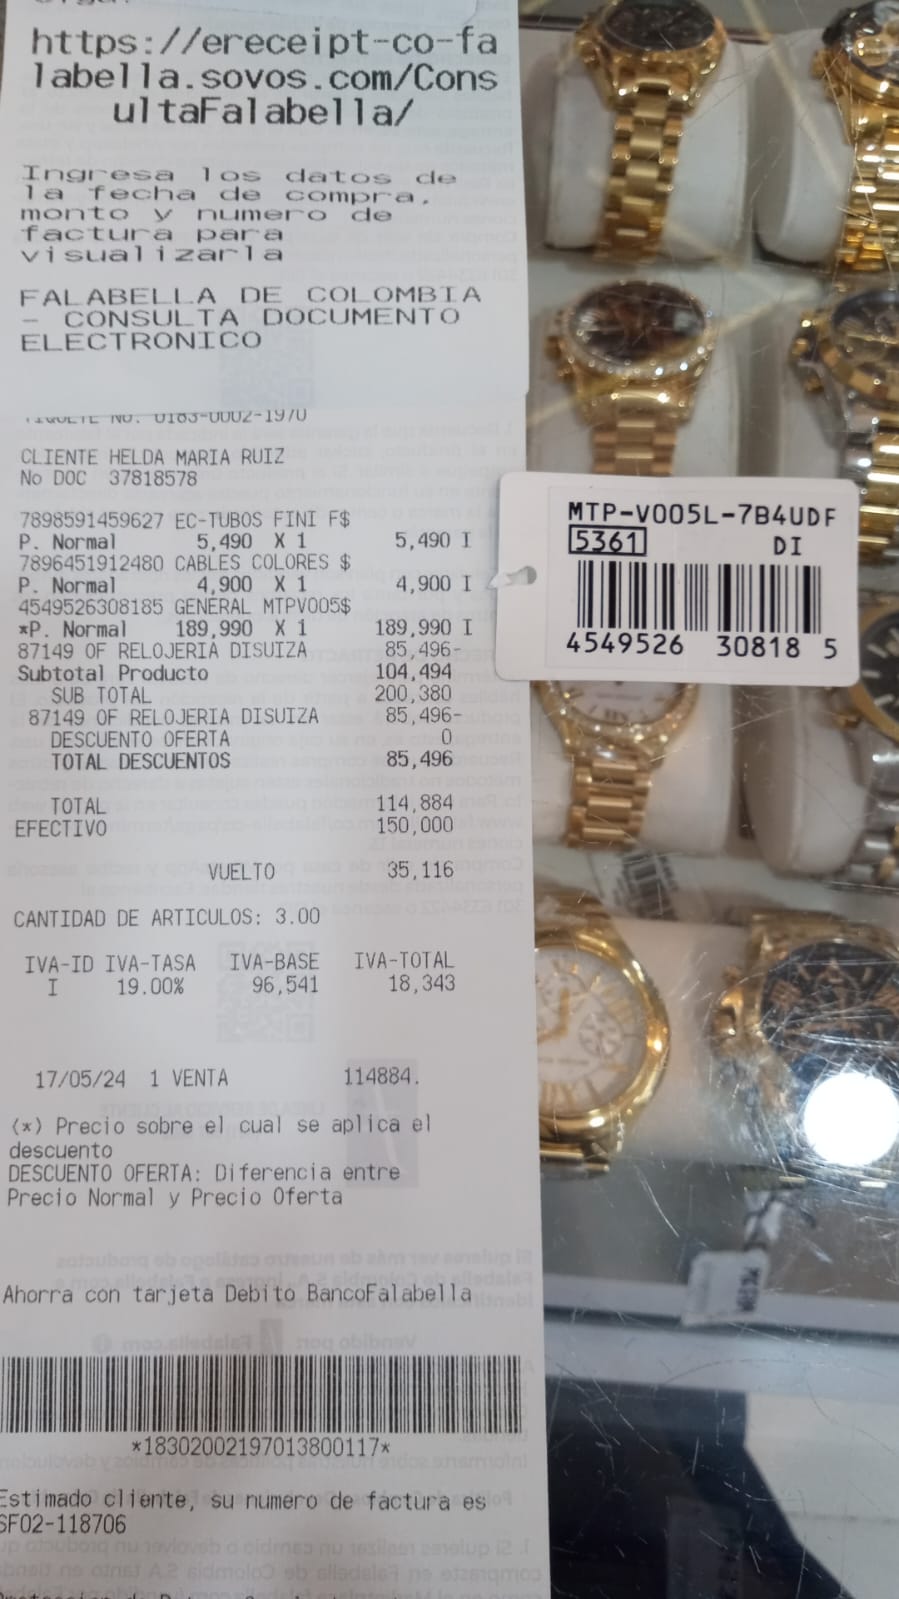 https://ereceipt-co-fa
labella.sovos.com/Cons
ultaFalabella/
Ingresa los datos de
la fecha de compra,
monto y numero de
factura para
visualizarla
FALABELLA DE COLOMBIA
- CONSULTA DOCUMENTO
ELECTRONICO
TIQUETE No. 0183-0002-1970
CLIENTE HELDA MARIA RUIZ
No DOC 37818578
7898591459627 EC-TUBOS FINI F$
P. Normal 5,490 X 1 5,490 I
7896451912480 CABLES COLORES $
P. Normal 4,900 X 1 4,900 I
4549526308185 GENERAL MTPV005$
*P. Normal 189,990 X 1 189,990 I
87149 OF RELOJERIA DISUIZA 85,496-
Subtotal Producto 104,494
SUB TOTAL 200,380
87149 OF RELOJERIA DISUIZA 85,496-
DESCUENTO OFERTA 0
TOTAL DESCUENTOS 85,496
TOTAL 114,884
EFECTIVO 150,000
VUELTO 35,116
CANTIDAD DE ARTICULOS: 3.00
IVA-ID IVA-TASA IVA-BASE IVA-TOTAL
I 19.00% 96,541 18,343
17/05/24 1 VENTA 114884.
(*) Precio sobre el cual se aplica el
descuento
DESCUENTO OFERTA: Diferencia entre
Precio Normal y Precio Oferta
Ahorra con tarjeta Debito BancoFalabella
*18302002197013800117*
Estimado cliente, su numero de factura es
SF02-118706
MTP-V005L-7B4UDF
5361 DI
4549526 30818 5